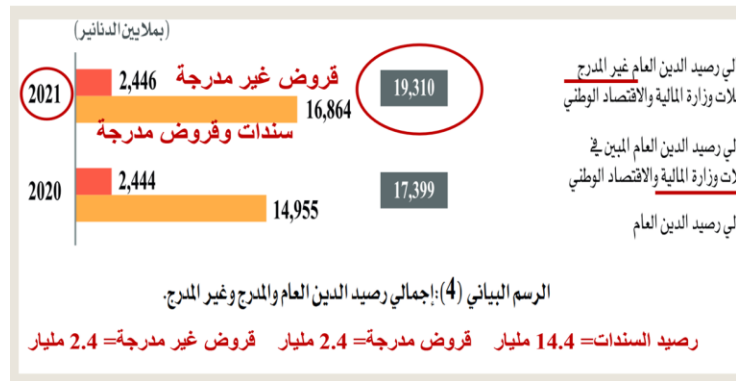 (بملايين الدنانير)
2021
2,446
قروض غير مدرجة
16,864
سندات وقروض مدرجة
19,310
2020
2,444
14,955
17,399
لي رصيد الدين العام غير المدرج
لات وزارة المالية والاقتصاد الوطني
لي رصيد الدين العام المبين في
لات وزارة المالية والاقتصاد الوطني
لي رصيد الدين العام
الرسم البياني (4): إجمالي رصيد الدين العام والمدرج وغير المدرج.
رصيد السندات= 14.4 مليار قروض مدرجة= 2.4 مليار قروض غير مدرجة= 2.4 مليار